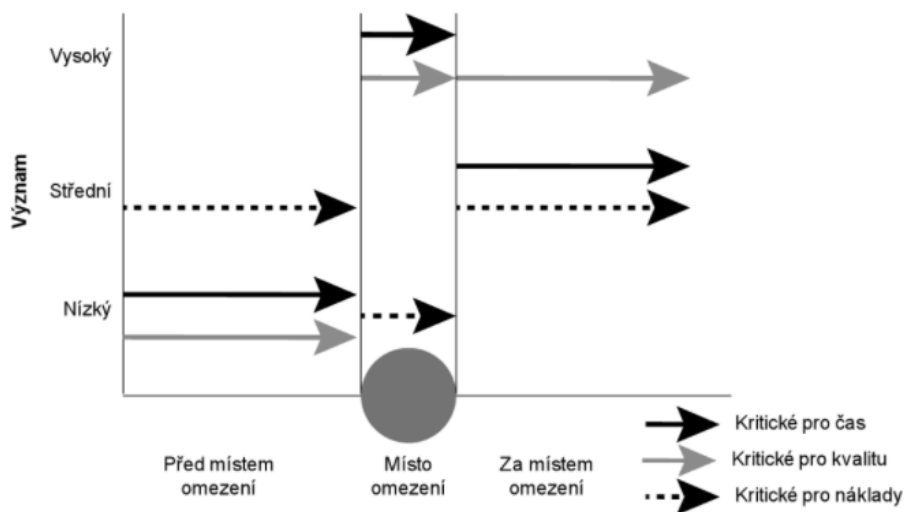 Vysoký
Význam
Střední
Nízký
Před místem
omezení
Místo
omezení
Za místem
omezení
Kritické pro čas
Kritické pro kvalitu
Kritické pro náklady